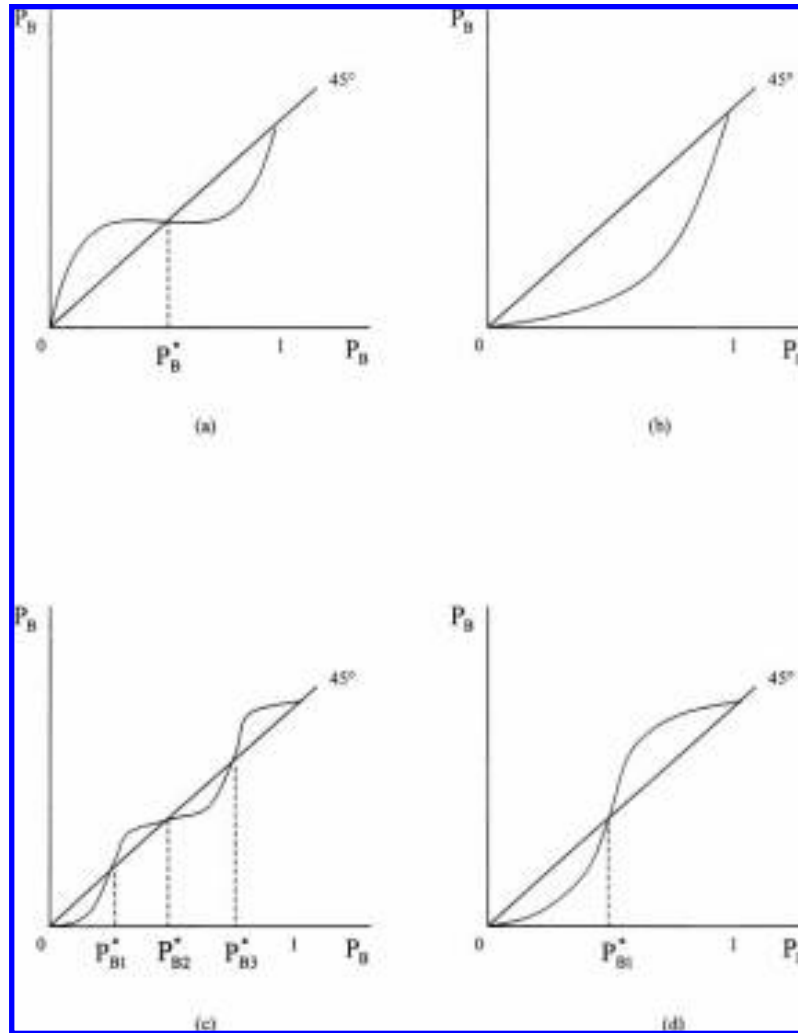 P_B P_B
45° 45°
0 P_B* 1 P_B 0 1 P
(a) (b)
P_B P_B
45° 45°
0 P_B1* P_B2* P_B3* 1 P_B 0 P_B1* 1 P
(c) (d)